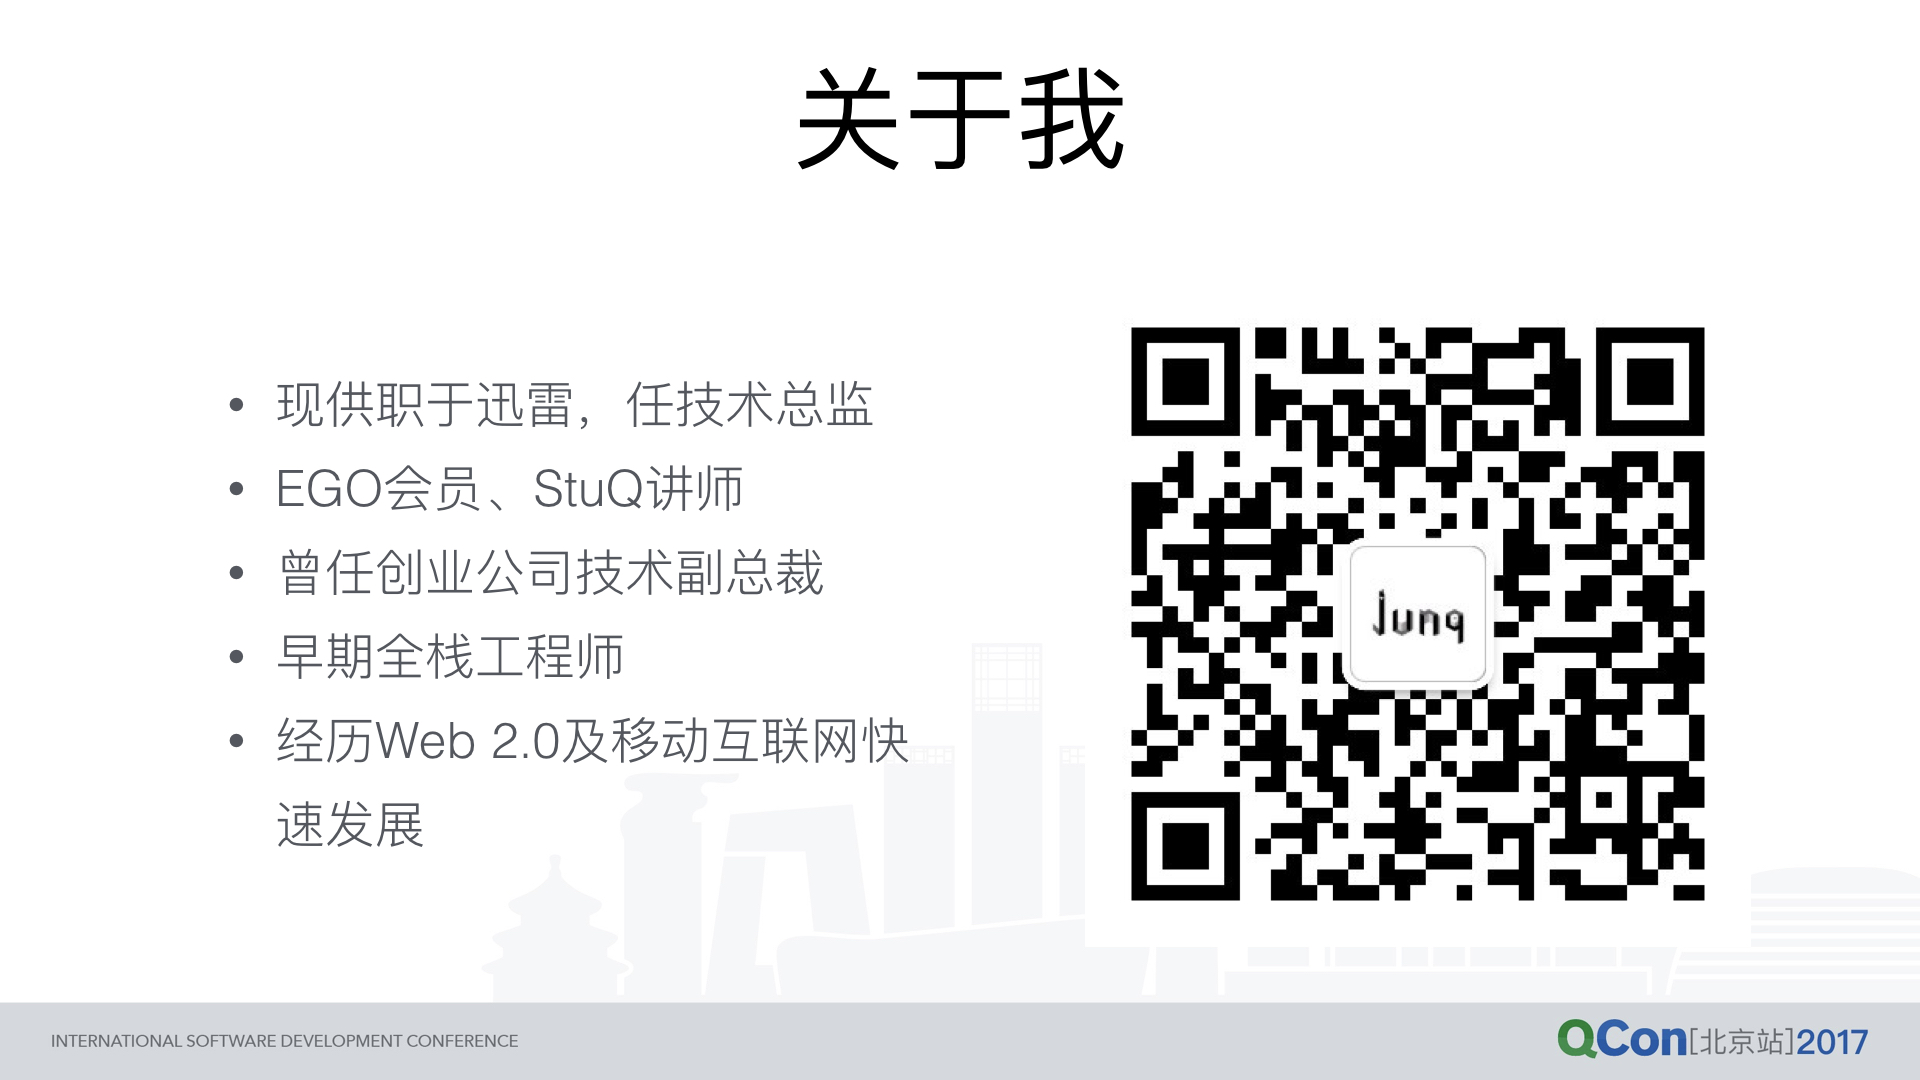 关于我
• 现供职于迅雷，任技术总监
• EGO会员、StuQ讲师
• 曾任创业公司技术副总裁
• 早期全栈工程师
• 经历Web 2.0及移动互联网快
速发展
junq
INTERNATIONAL SOFTWARE DEVELOPMENT CONFERENCE
QCon[北京站]2017